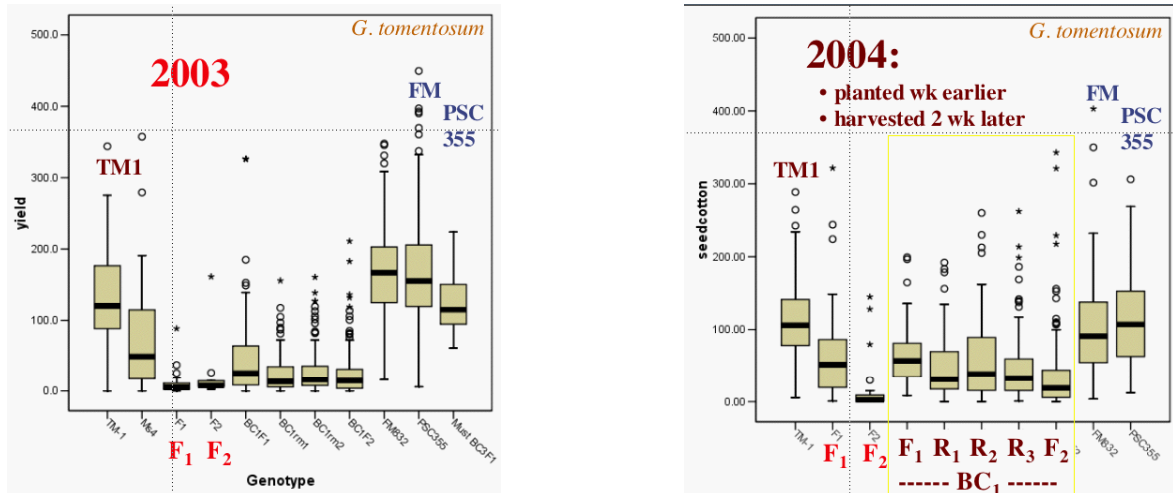 G. tomentosum
2003
FM
PSC
355
TM1
500.0
400.0
300.0
200.0
100.0
0.0
yield
TM-1
Ms4
F1
F2
BC1F1
BC1rm1
BC1rm2
BC1F2
FM832
PSC355
Must BC3F1
F1 F2
Genotype
G. tomentosum
2004:
• planted wk earlier
• harvested 2 wk later
FM
PSC
355
TM1
500.00
400.00
300.00
200.00
100.00
0.00
seedcotton
TM-1
F1
F2
FM832
PSC355
F1 F2 F1 R1 R2 R3 F2
------ BC1 ------